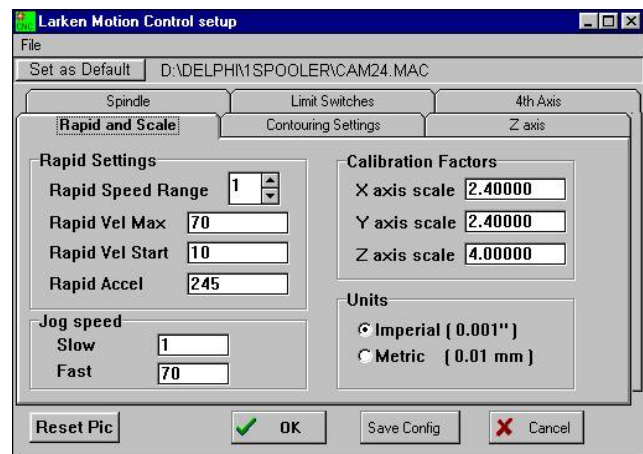 Larken Motion Control setup
File
Set as Default D:\DELPHI\1SPOOLER\CAM24.MAC
Spindle Limit Switches 4th Axis
Rapid and Scale Contouring Settings Z axis
Rapid Settings
Rapid Speed Range 1
Rapid Vel Max 70
Rapid Vel Start 10
Rapid Accel 245
Jog speed
Slow 1
Fast 70
Calibration Factors
X axis scale 2.40000
Y axis scale 2.40000
Z axis scale 4.00000
Units
Imperial ( 0.001" )
Metric ( 0.01 mm )
Reset Pic OK Save Config Cancel